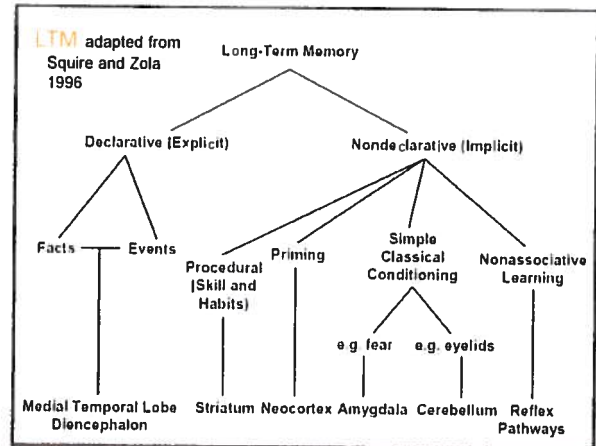 LTM adapted from
Squire and Zola
1996
Long-Term Memory
Declarative (Explicit)
Nondeclarative (Implicit)
Facts
Events
Procedural
(Skill and
Habits)
Priming
Simple
Classical
Conditioning
Nonassociative
Learning
e.g. fear
e.g. eyelids
Medial Temporal Lobe
Diencephalon
Striatum
Neocortex
Amygdala
Cerebellum
Reflex
Pathways